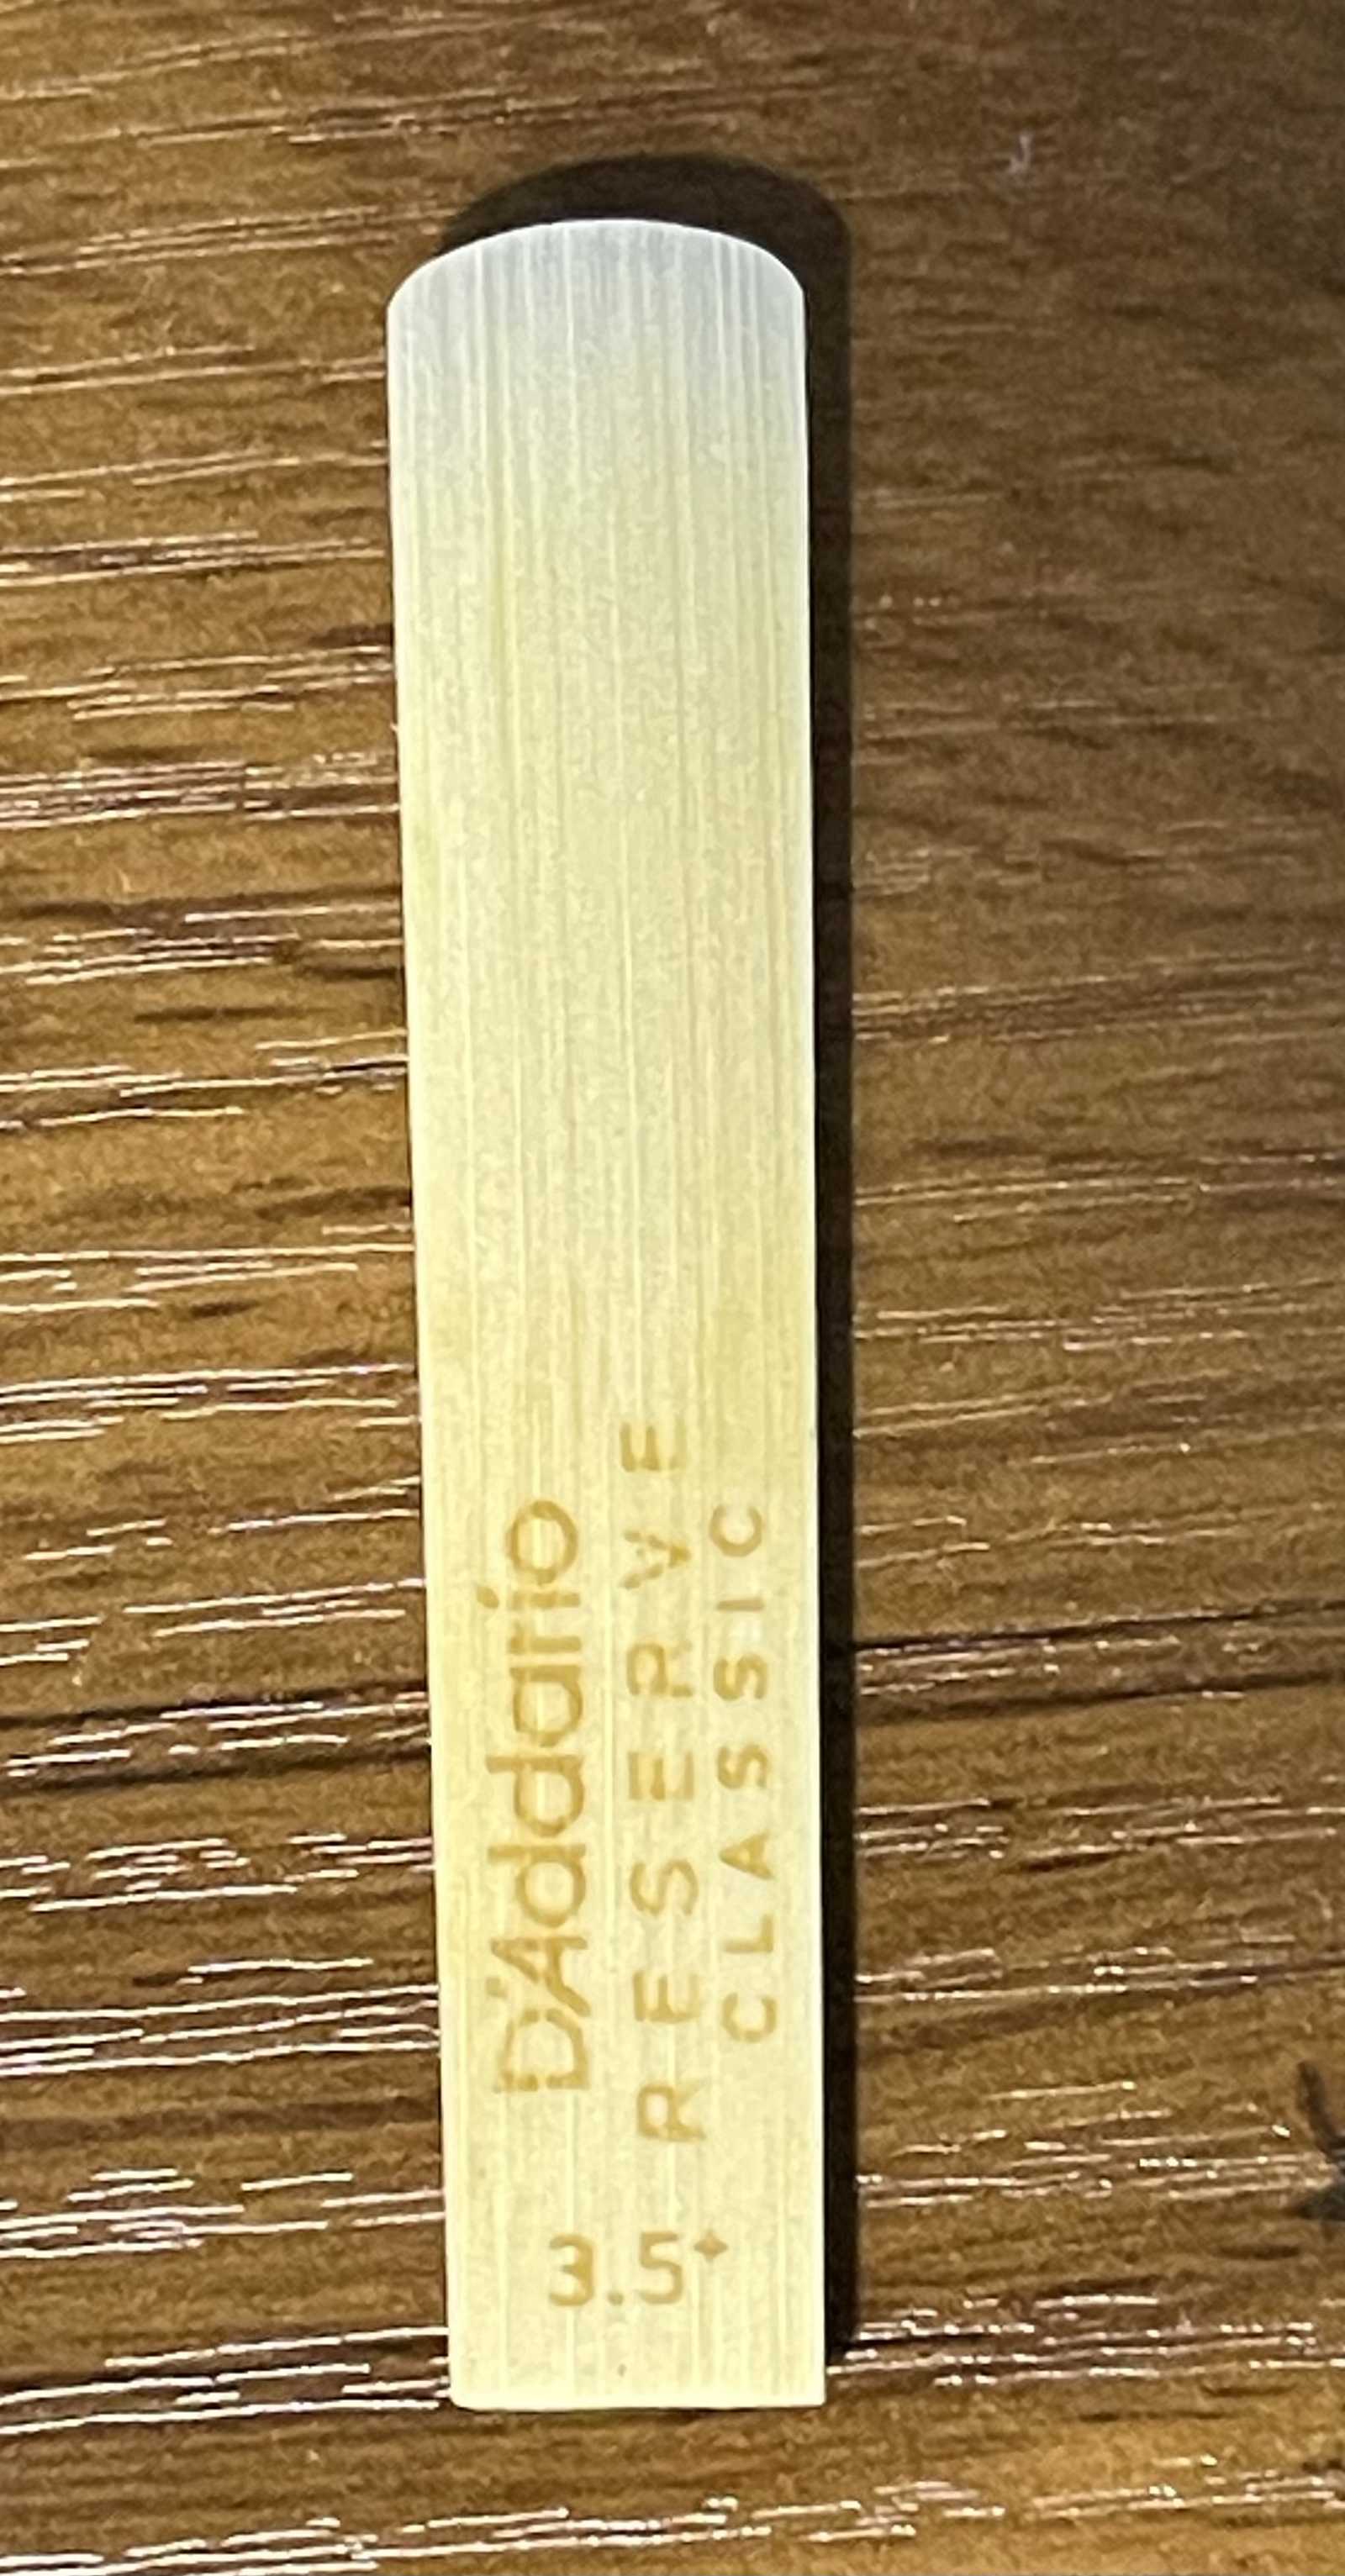 D'Addario
RESERVE
CLASSIC
3.5+